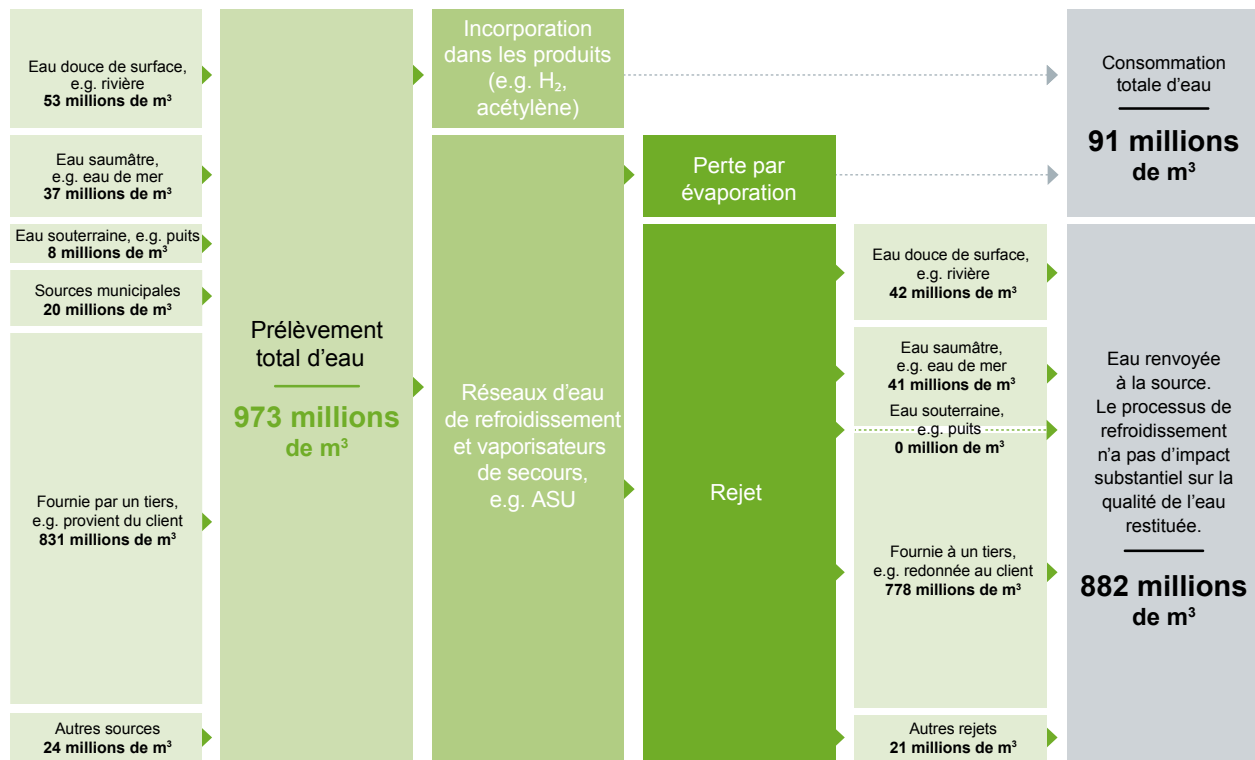 Eau douce de surface,
e.g. rivière
53 millions de m³
Eau saumâtre,
e.g. eau de mer
37 millions de m³
Eau souterraine, e.g. puits
8 millions de m³
Sources municipales
20 millions de m³
Fournie par un tiers,
e.g. provient du client
831 millions de m³
Autres sources
24 millions de m³
Prélèvement
total d’eau
973 millions
de m³
Incorporation
dans les produits
(e.g. H₂,
acétylène)
Réseaux d’eau
de refroidissement
et vaporisateurs
de secours,
e.g. ASU
Perte par
évaporation
Rejet
Eau douce de surface,
e.g. rivière
42 millions de m³
Eau saumâtre,
e.g. eau de mer
41 millions de m³
Eau souterraine,
e.g. puits
0 million de m³
Fournie à un tiers,
e.g. redonnée au client
778 millions de m³
Autres rejets
21 millions de m³
Consommation
totale d’eau
91 millions
de m³
Eau renvoyée
à la source.
Le processus de
refroidissement
n’a pas d’impact
substantiel sur la
qualité de l’eau
restituée.
882 millions
de m³